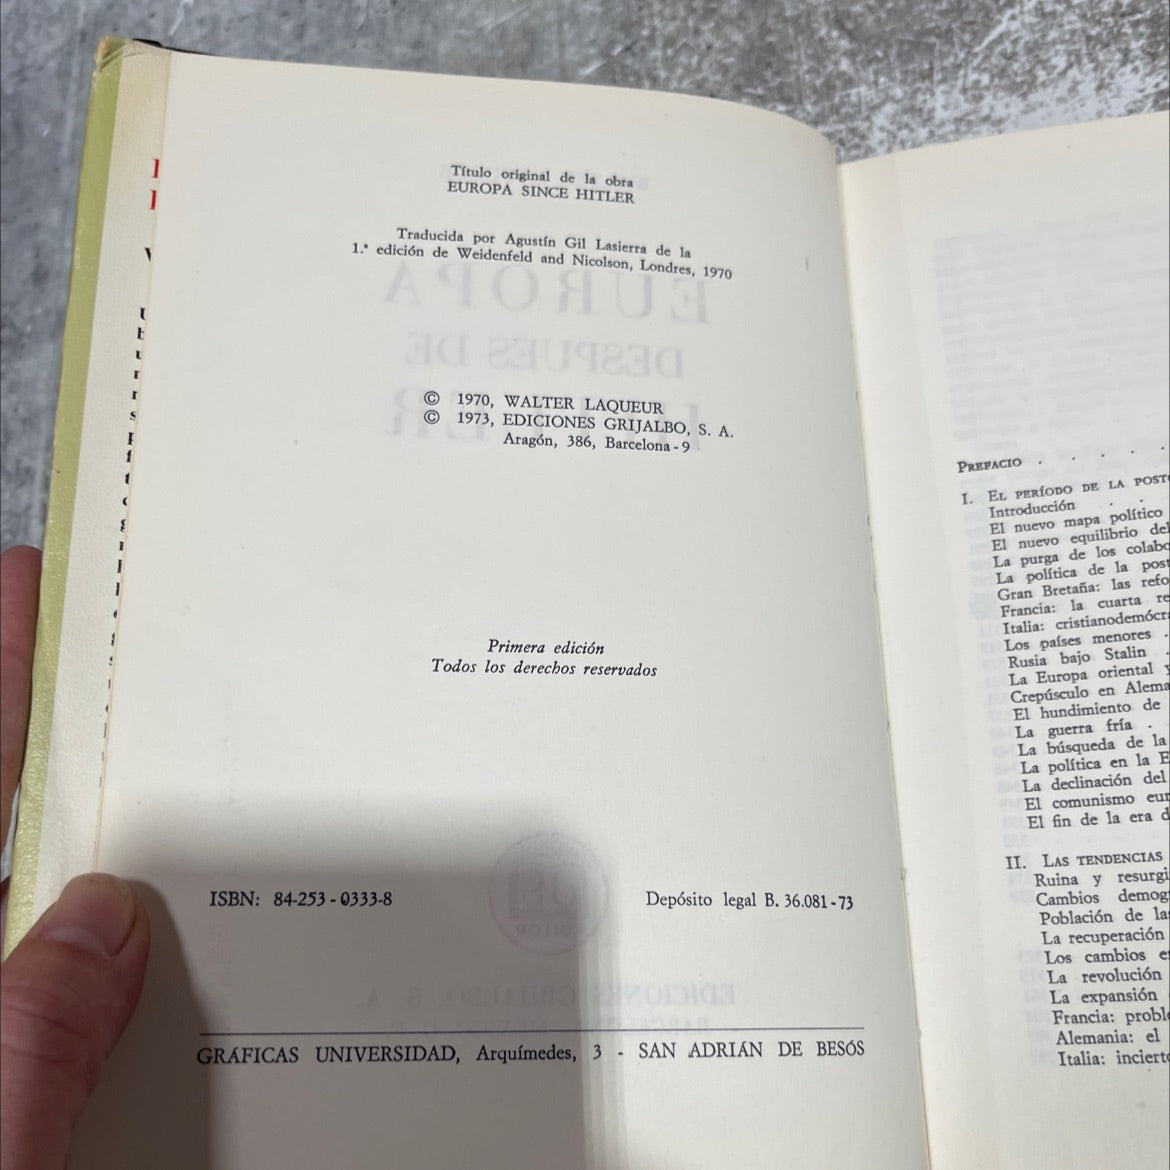 Título original de la obra
EUROPA SINCE HITLER
Traducida por Agustín Gil Lasierra de la
1.ª edición de Weidenfeld and Nicolson, Londres, 1970
EUROPA
DESPUES DE
© 1970, WALTER LAQUEUR
© 1973, EDICIONES GRIJALBO, S. A.
Aragón, 386, Barcelona - 9
Primera edición
Todos los derechos reservados
ISBN: 84-253-0333-8
Depósito legal B. 36.081-73
GRÁFICAS UNIVERSIDAD, Arquímedes, 3 - SAN ADRIÁN DE BESÓS
PREFACIO . . . .
I. EL PERÍODO DE LA POST
Introducción . .
El nuevo mapa político
El nuevo equilibrio del
La purga de los colabo
La política de la post
Gran Bretaña: las refo
Francia: la cuarta re
Italia: cristianodemócr
Los países menores .
Rusia bajo Stalin .
La Europa oriental y
Crepúsculo en Alema
El hundimiento de
La guerra fría .
La búsqueda de la
La política en la E
La declinación del
El comunismo eur
El fin de la era d
II. LAS TENDENCIAS
Ruina y resurgi
Cambios demog
Población de la
La recuperación
Los cambios e
La revolución
La expansión
Francia: probl
Alemania: el
Italia: incierto